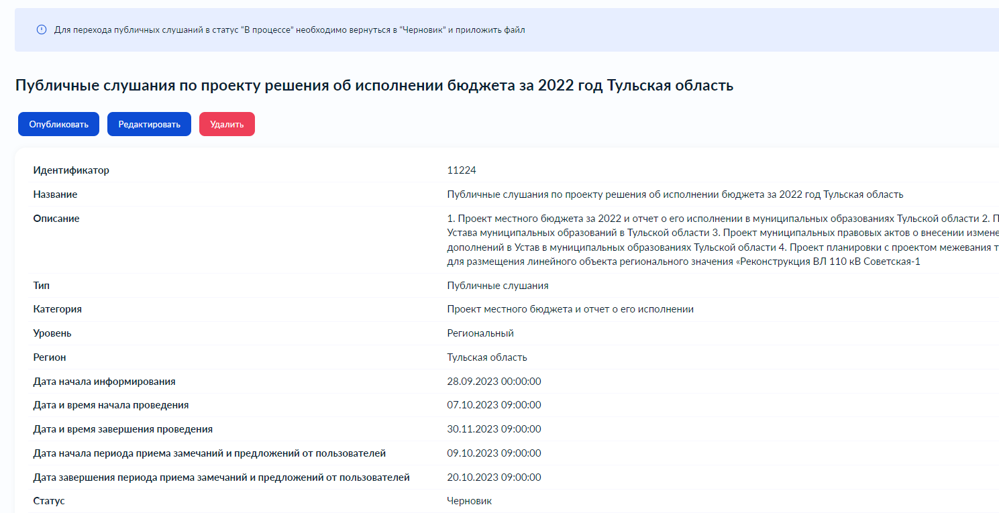 Для перехода публичных слушаний в статус “В процессе” необходимо вернуться в “Черновик” и приложить файл
Публичные слушания по проекту решения об исполнении бюджета за 2022 год Тульская область
Опубликовать Редактировать Удалить
Идентификатор 11224
Название Публичные слушания по проекту решения об исполнении бюджета за 2022 год Тульская область
Описание 1. Проект местного бюджета за 2022 и отчет о его исполнении в муниципальных образованиях Тульской области 2.
Устава муниципальных образований в Тульской области 3. Проект муниципальных правовых актов о внесении измене
дополнений в Устав в муниципальных образованиях Тульской области 4. Проект планировки с проектом межевания т
для размещения линейного объекта регионального значения «Реконструкция ВЛ 110 кВ Советская-1
Тип Публичные слушания
Категория Проект местного бюджета и отчет о его исполнении
Уровень Региональный
Регион Тульская область
Дата начала информирования 28.09.2023 00:00:00
Дата и время начала проведения 07.10.2023 09:00:00
Дата и время завершения проведения 30.11.2023 09:00:00
Дата начала периода приема замечаний и предложений от пользователей 09.10.2023 09:00:00
Дата завершения периода приема замечаний и предложений от пользователей 20.10.2023 09:00:00
Статус Черновик